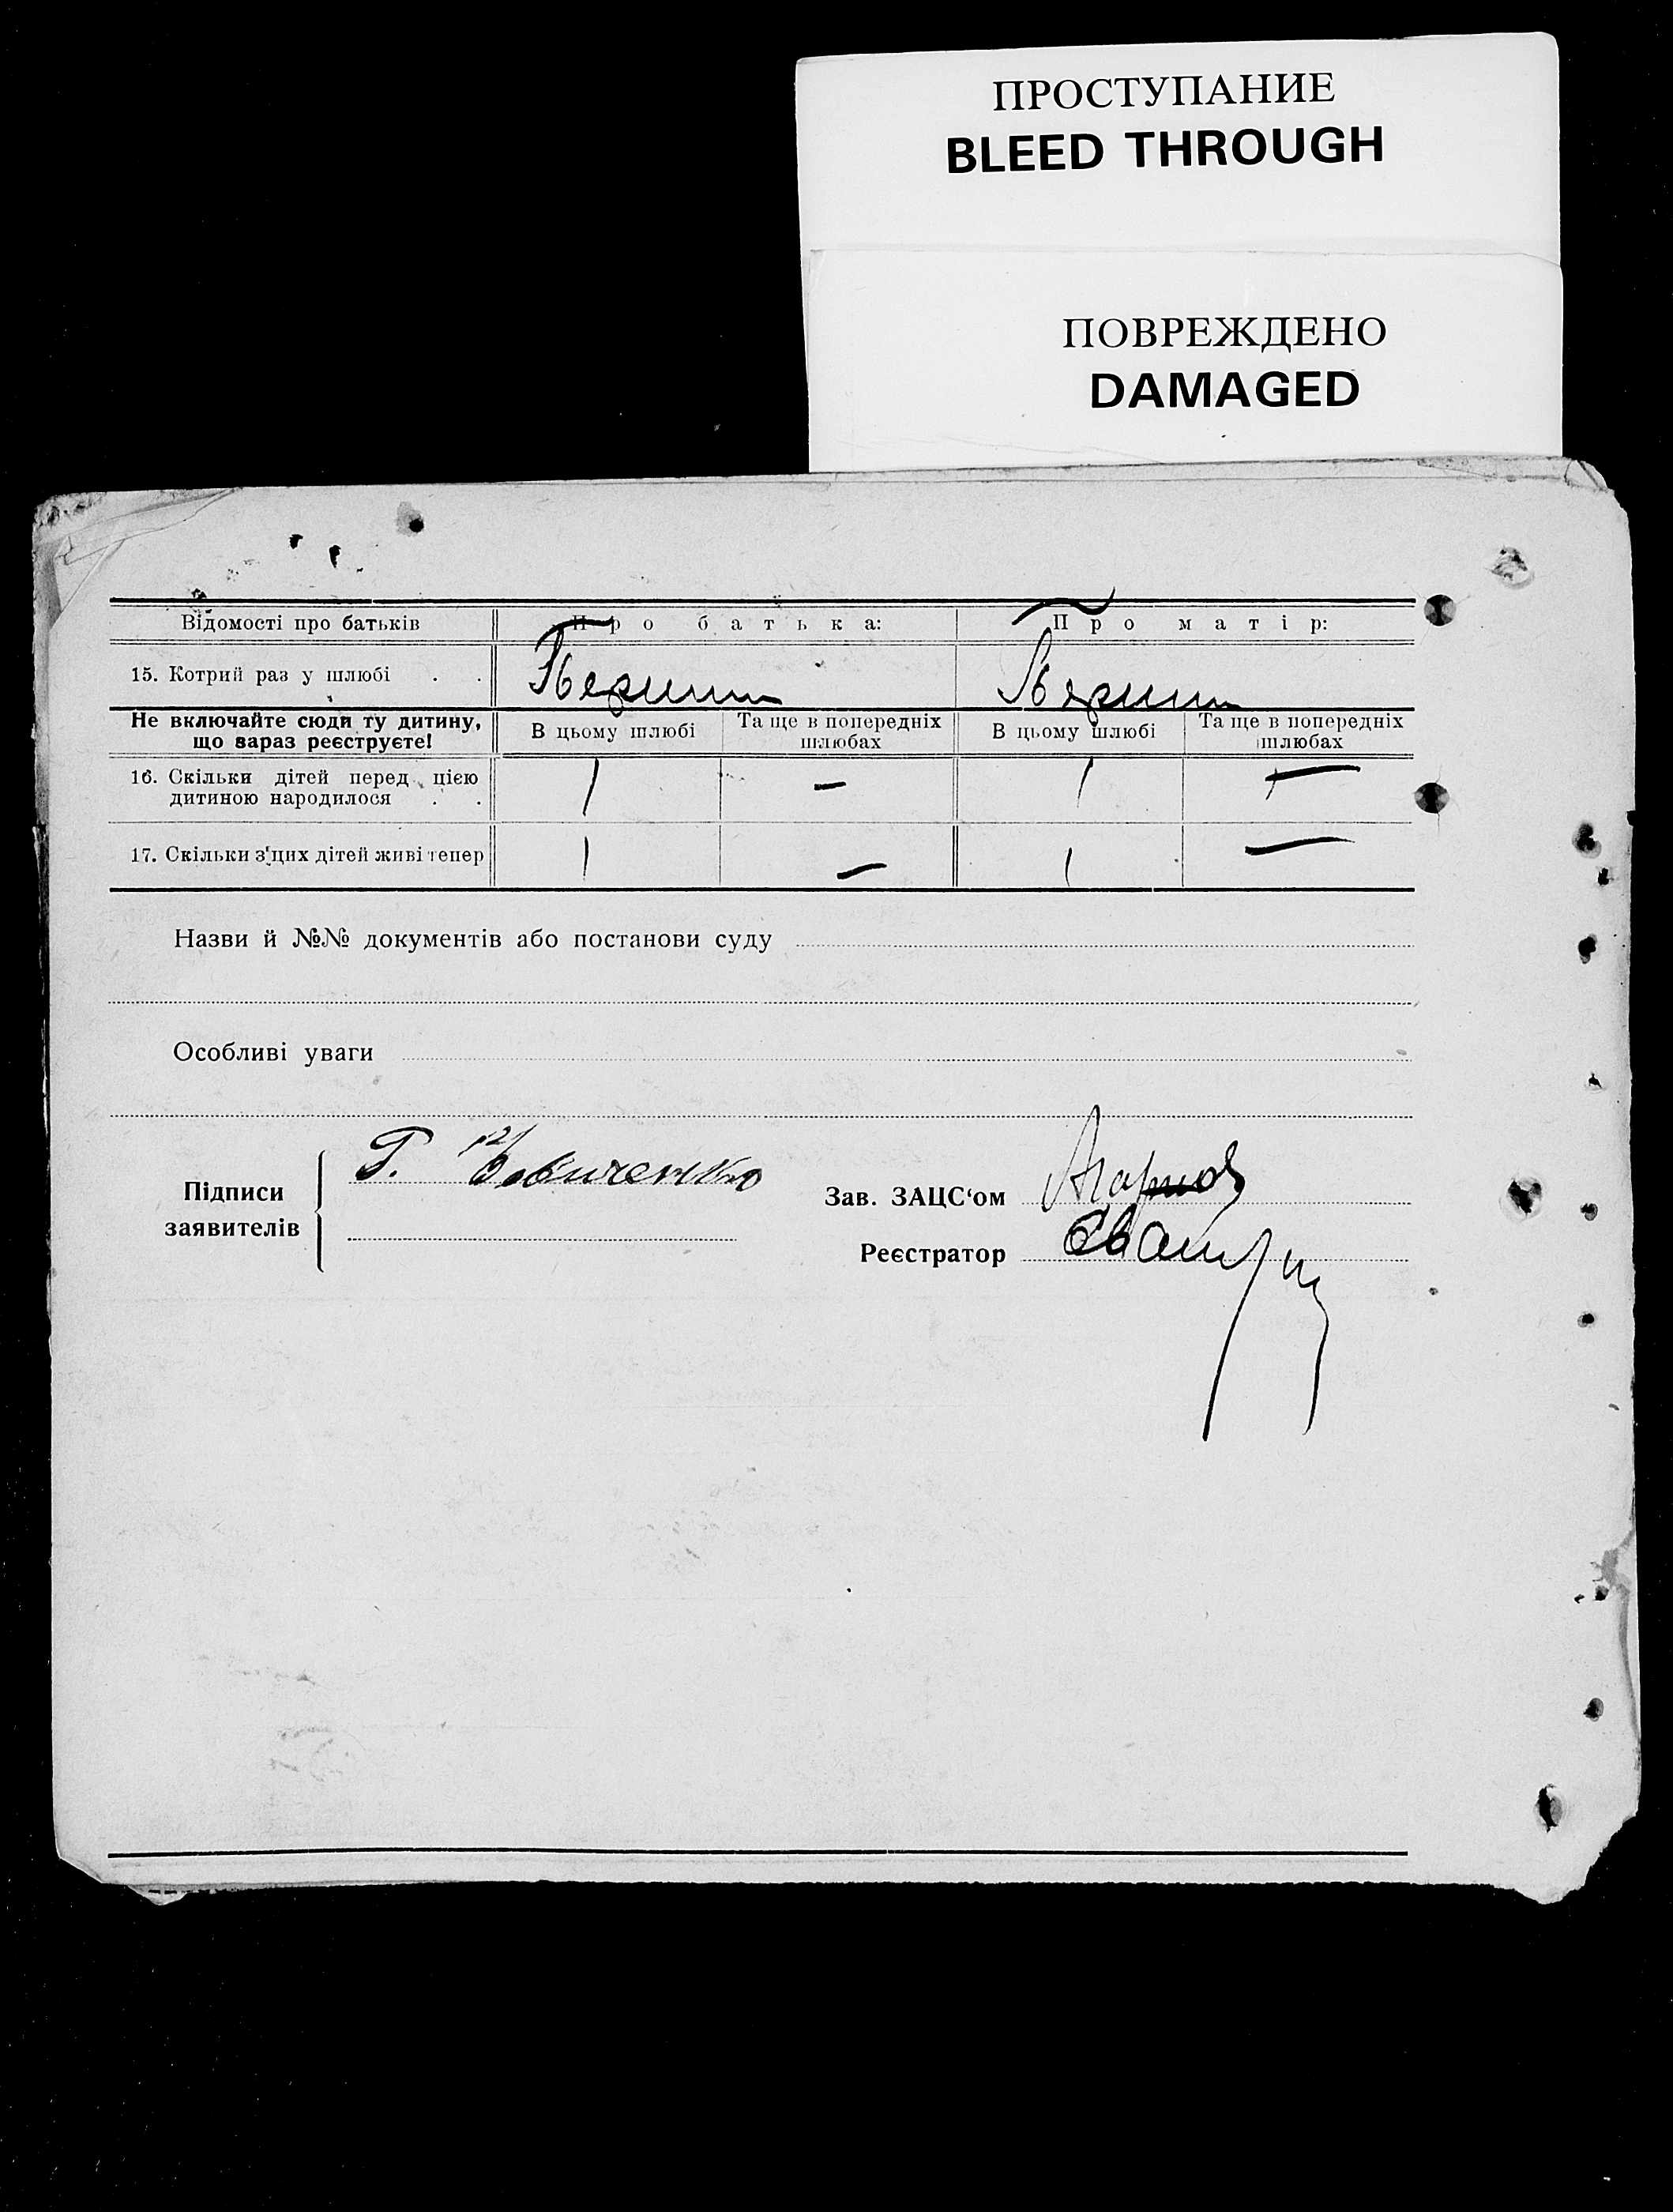 ПРОСТУПАНИЕ
BLEED THROUGH
ПОВРЕЖДЕНО
DAMAGED
Відомості про батьків Про батька: Про матір:
15. Котрий раз у шлюбі . . Перший Перший
Не включайте сюди ту дитину, що зараз реєструєте! В цьому шлюбі Та ще в попередніх шлюбах В цьому шлюбі Та ще в попередніх шлюбах
16. Скільки дітей перед цією дитиною народилося . . 1 — 1 —
17. Скільки з'цих дітей живі тепер 1 — 1 —
Назви й №№ документів або постанови суду
Особливі уваги
Підписи заявителів Г.
Зав. ЗАЦС‘ом
Реєстратор